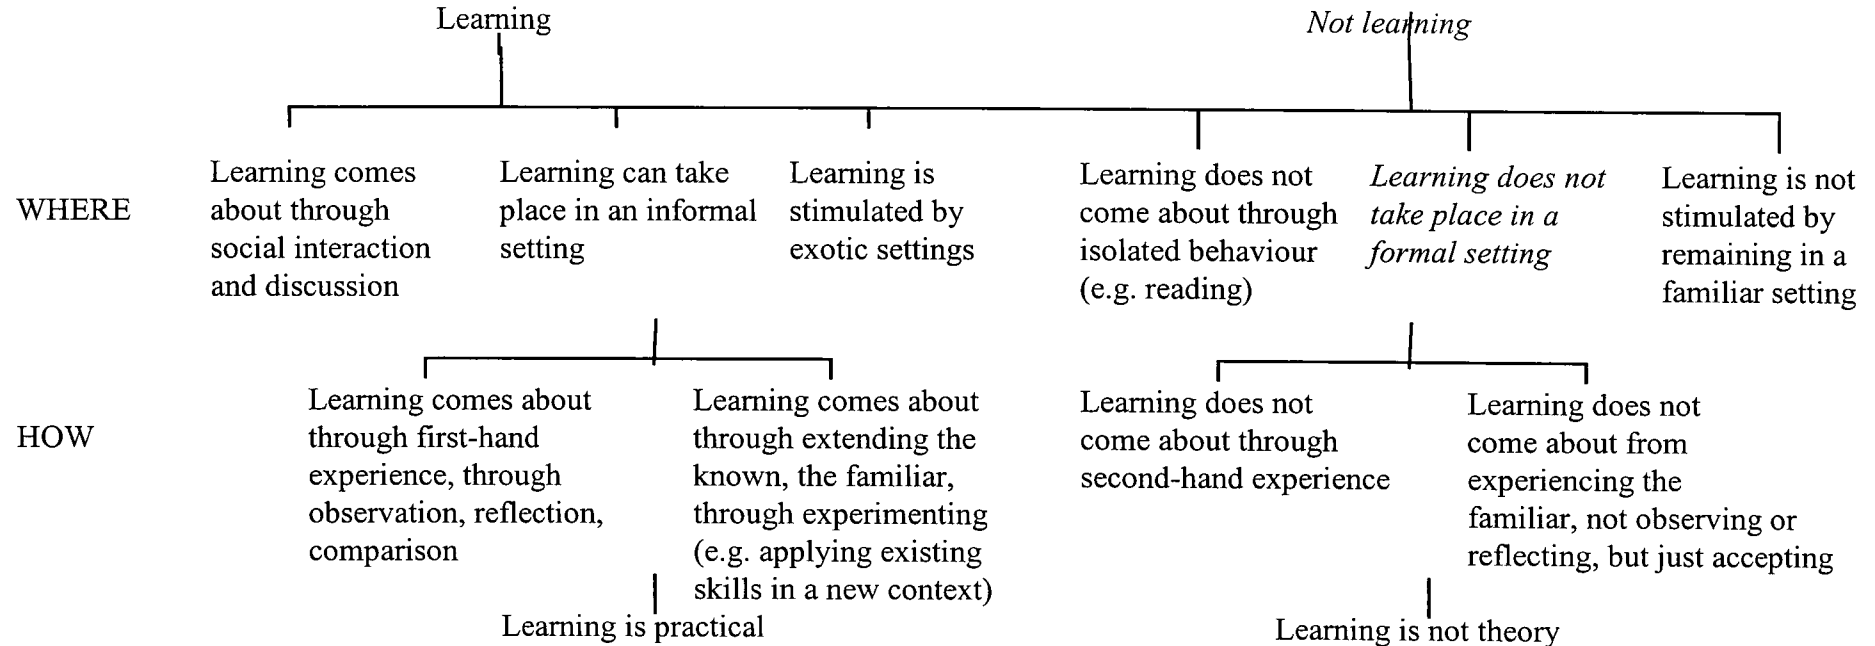 Learning
Not learning
WHERE
Learning comes
about through
social interaction
and discussion
Learning can take
place in an informal
setting
Learning is
stimulated by
exotic settings
Learning does not
come about through
isolated behaviour
(e.g. reading)
Learning does not
take place in a
formal setting
Learning is not
stimulated by
remaining in a
familiar setting
HOW
Learning comes about
through first-hand
experience, through
observation, reflection,
comparison
Learning comes about
through extending the
known, the familiar,
through experimenting
(e.g. applying existing
skills in a new context)
Learning does not
come about through
second-hand experience
Learning does not
come about from
experiencing the
familiar, not observing or
reflecting, but just accepting
Learning is practical
Learning is not theory